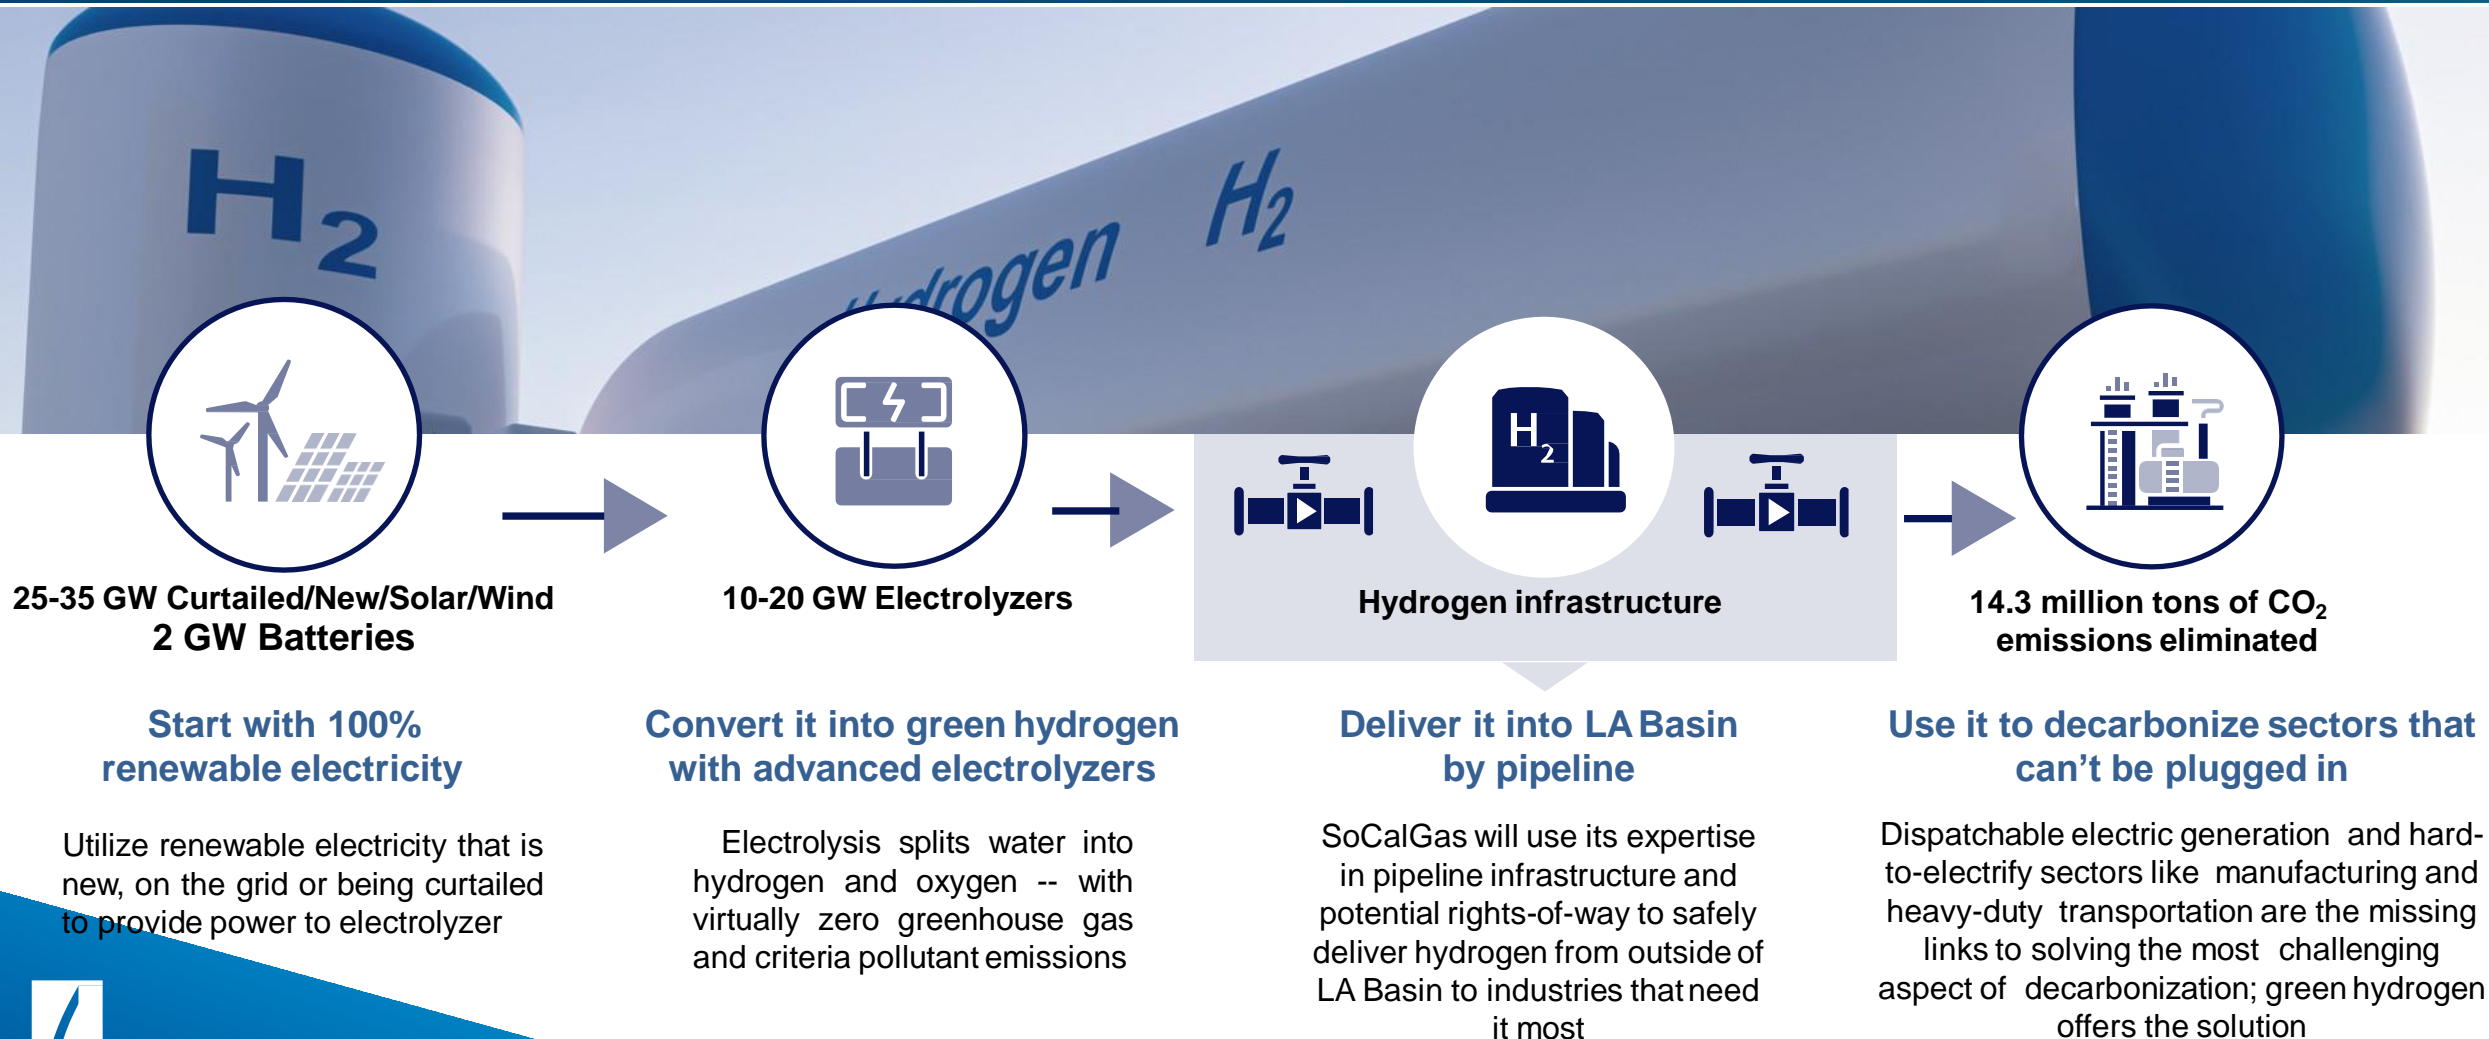 H2
Hydrogen H2
H2
25-35 GW Curtailed/New/Solar/Wind
2 GW Batteries
10-20 GW Electrolyzers
Hydrogen infrastructure
14.3 million tons of CO2
emissions eliminated
Start with 100%
renewable electricity
Utilize renewable electricity that is
new, on the grid or being curtailed
to provide power to electrolyzer
Convert it into green hydrogen
with advanced electrolyzers
Electrolysis splits water into
hydrogen and oxygen -- with
virtually zero greenhouse gas
and criteria pollutant emissions
Deliver it into LA Basin
by pipeline
SoCalGas will use its expertise
in pipeline infrastructure and
potential rights-of-way to safely
deliver hydrogen from outside of
LA Basin to industries that need
it most
Use it to decarbonize sectors that
can’t be plugged in
Dispatchable electric generation and hard-
to-electrify sectors like manufacturing and
heavy-duty transportation are the missing
links to solving the most challenging
aspect of decarbonization; green hydrogen
offers the solution